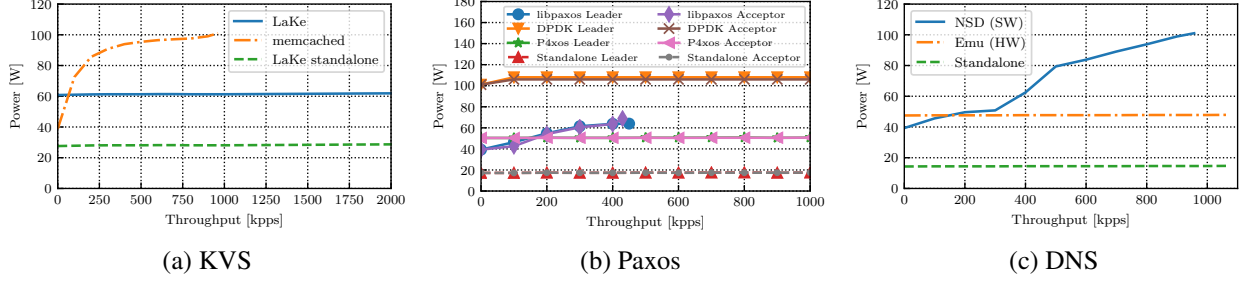 120
100
80
60
40
20
0
Power [W]
0 250 500 750 1000 1250 1500 1750 2000
Throughput [kpps]
LaKe
memcached
LaKe standalone
(a) KVS
180
160
140
120
100
80
60
40
20
0
Power [W]
0 200 400 600 800 1000
Throughput [kpps]
libpaxos Leader
DPDK Leader
P4xos Leader
Standalone Leader
libpaxos Acceptor
DPDK Acceptor
P4xos Acceptor
Standalone Acceptor
(b) Paxos
120
100
80
60
40
20
0
Power [W]
0 200 400 600 800 1000
Throughput [kpps]
NSD (SW)
Emu (HW)
Standalone
(c) DNS